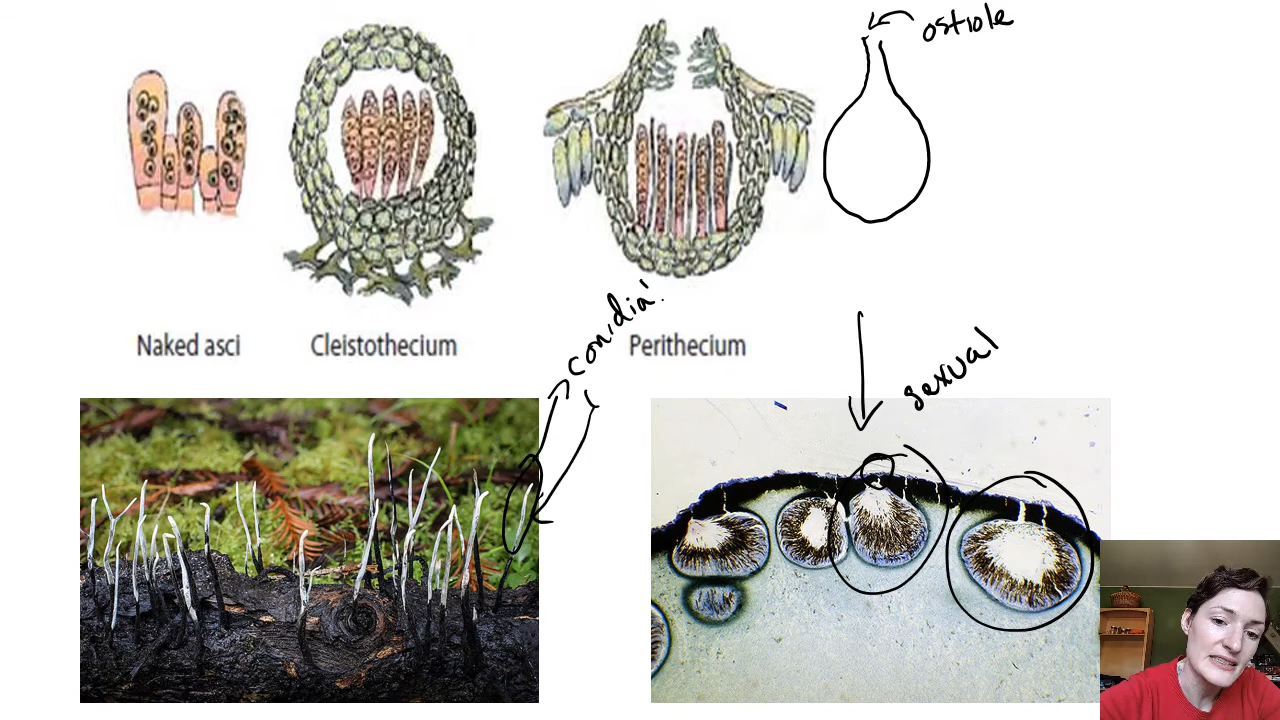 ostiole
Naked asci
Cleistothecium
Perithecium
conidia!
sexual